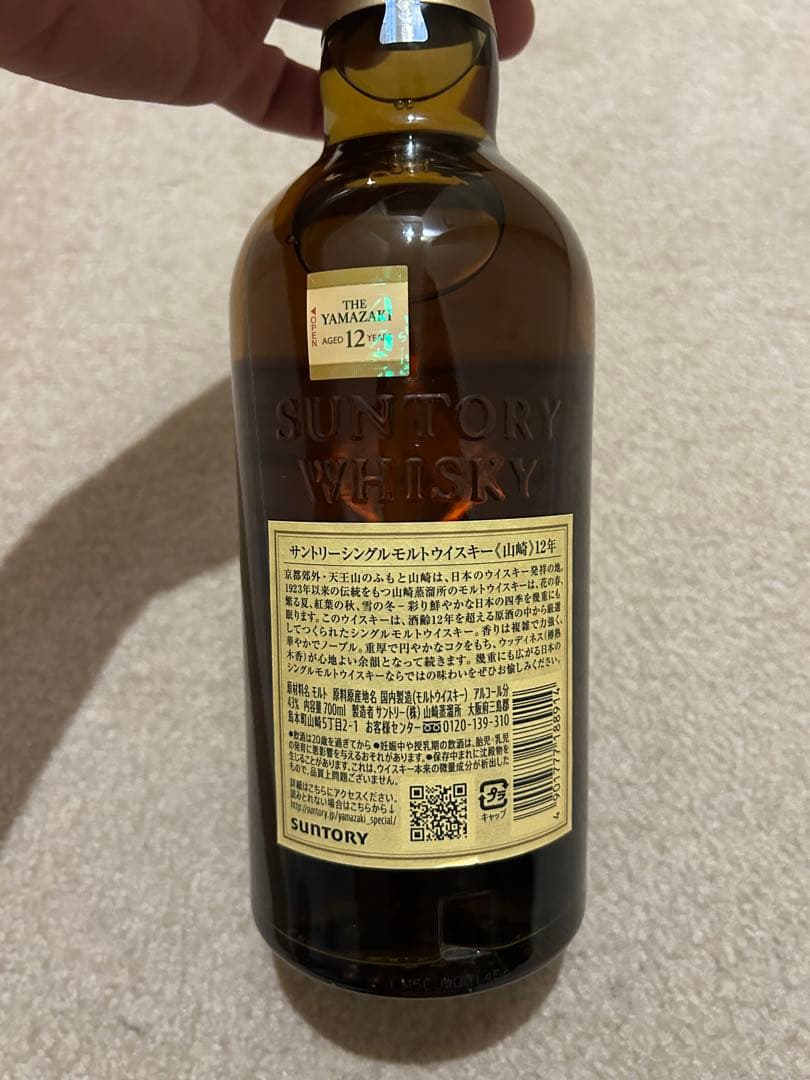 THE
YAMAZAKI
AGED 12 YEARS
OPEN
SUNTORY
WHISKY
サントリーシングルモルトウイスキー《山崎》12年
京都郊外・天王山のふもと山崎は、日本のウイスキー発祥の地。
1923年以来の伝統をもつ山崎蒸溜所のモルトウイスキーは、花の春、
繁る夏、紅葉の秋、雪の冬－彩り鮮やかな日本の四季を幾重にも
眠ります。このウイスキーは、酒齢12年を超える原酒の中から厳選
してつくられたシングルモルトウイスキー。香りは複雑で力強く、
華やかでノーブル。重厚で円やかなコクをもち、ウッディネス(樽熟
木香)が心地よい余韻となって続きます。幾重にも広がる日本の
シングルモルトウイスキーならではの味わいをぜひお愉しみください。
原材料名 モルト 原料原産地名 国内製造(モルトウイスキー) アルコール分
43% 内容量 700ml 製造者 サントリー(株) 山崎蒸溜所 大阪府三島郡
島本町山崎5丁目2-1 お客様センター 0120-139-310
●飲酒は20歳を過ぎてから ●妊娠中や授乳期の飲酒は、胎児・乳児
の発育に悪影響を与えるおそれがあります。●保存中まれに沈殿物を
生じることがあります。これは、ウイスキー本来の微量成分が析出した
もので、品質上問題ございません。
詳細はこちらにアクセスください。
読みとれない場合はこちらから↓
http://suntory.jp/yamazaki_special/
SUNTORY
プラ
キャップ
4 901777 188914